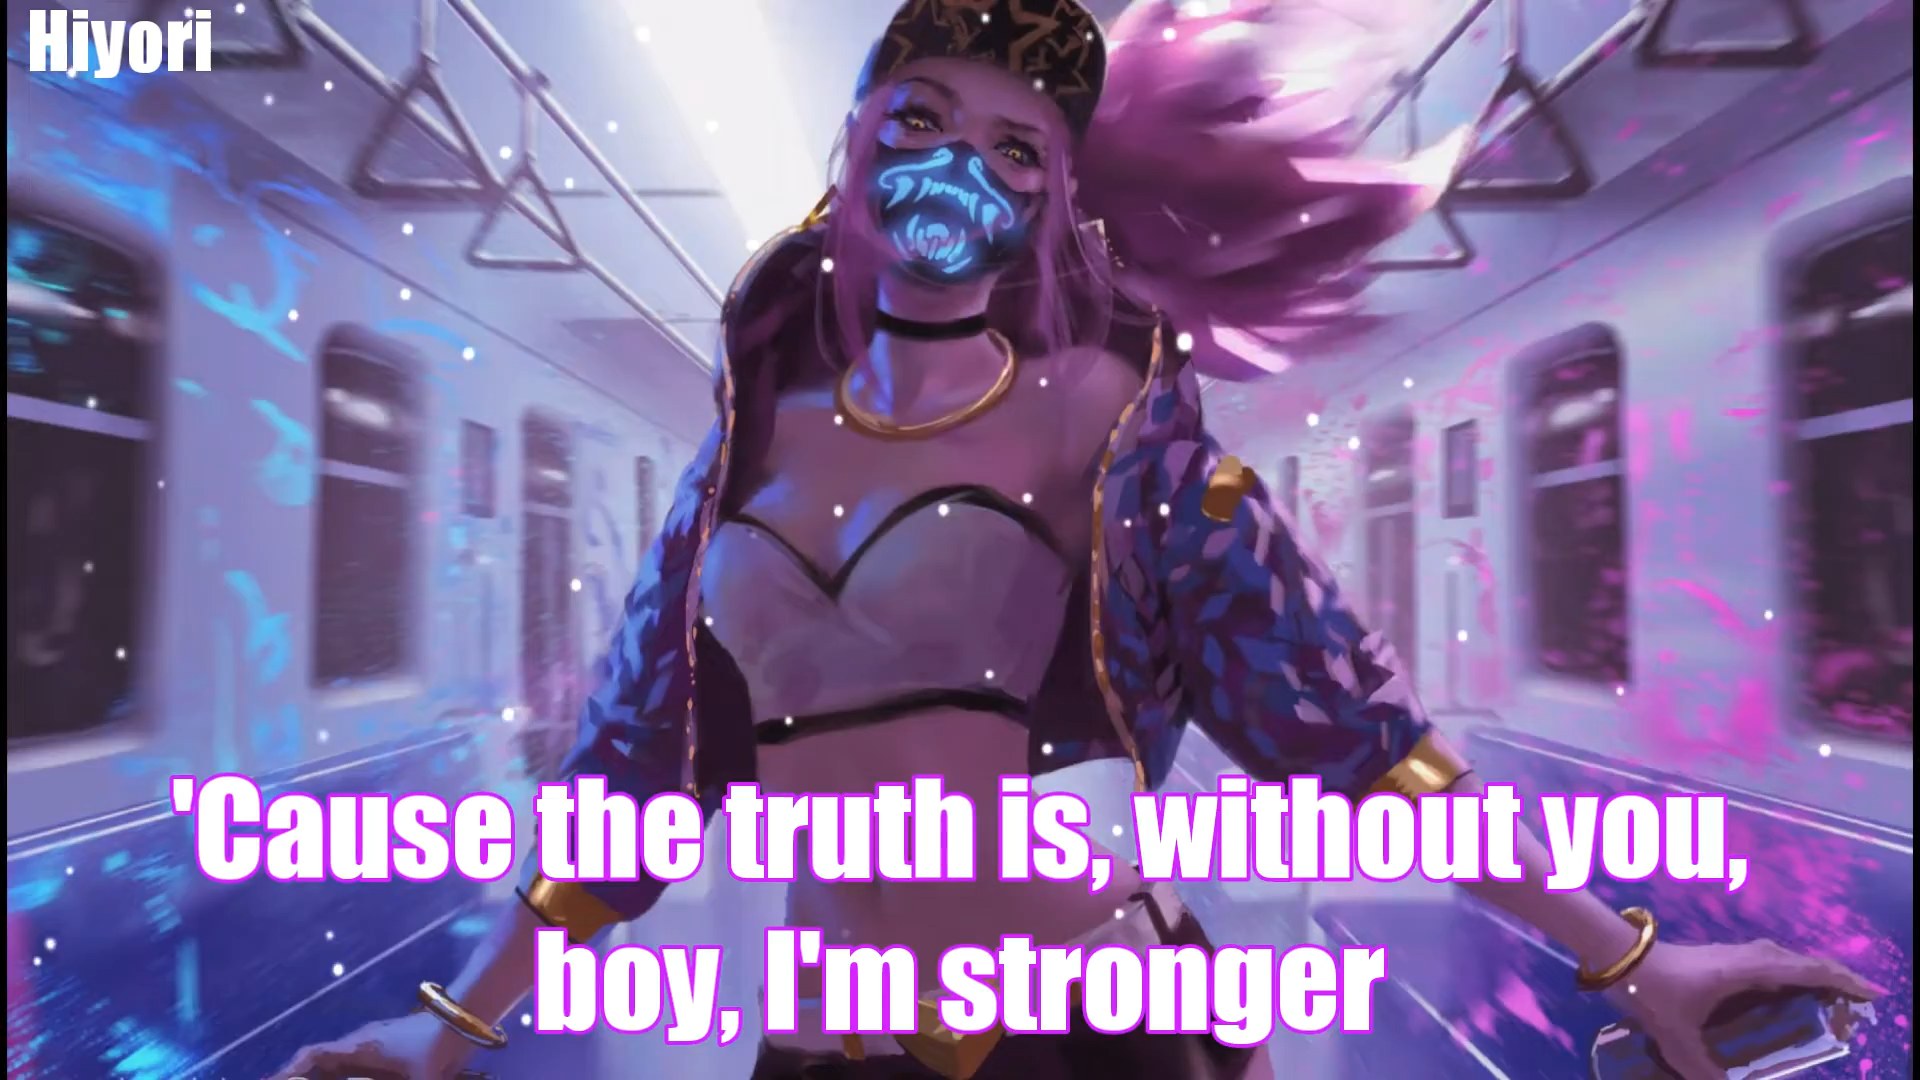 Hiyori
'Cause the truth is, without you,
boy, I'm stronger